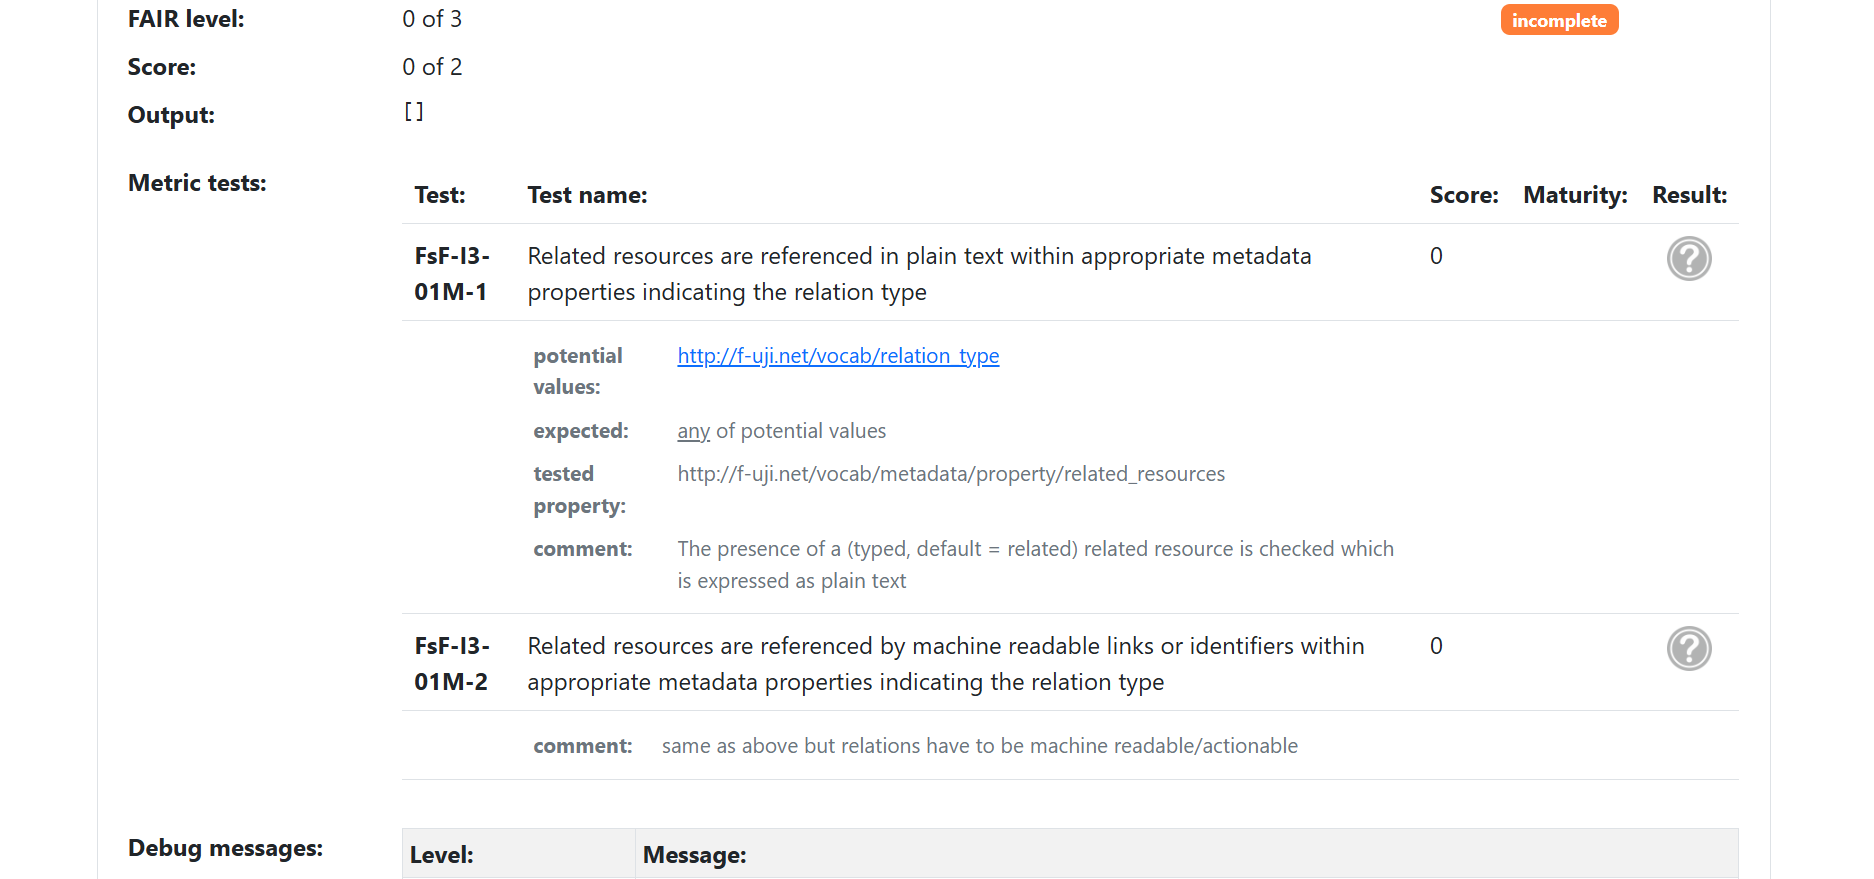 FAIR level: 0 of 3 incomplete
Score: 0 of 2
Output: []
Metric tests:
Test: Test name: Score: Maturity: Result:
FsF-I3-01M-1 Related resources are referenced in plain text within appropriate metadata 0 ?
properties indicating the relation type
potential values: http://f-uji.net/vocab/relation_type
expected: any of potential values
tested property: http://f-uji.net/vocab/metadata/property/related_resources
comment: The presence of a (typed, default = related) related resource is checked which
is expressed as plain text
FsF-I3-01M-2 Related resources are referenced by machine readable links or identifiers within 0 ?
appropriate metadata properties indicating the relation type
comment: same as above but relations have to be machine readable/actionable
Debug messages: Level: Message: